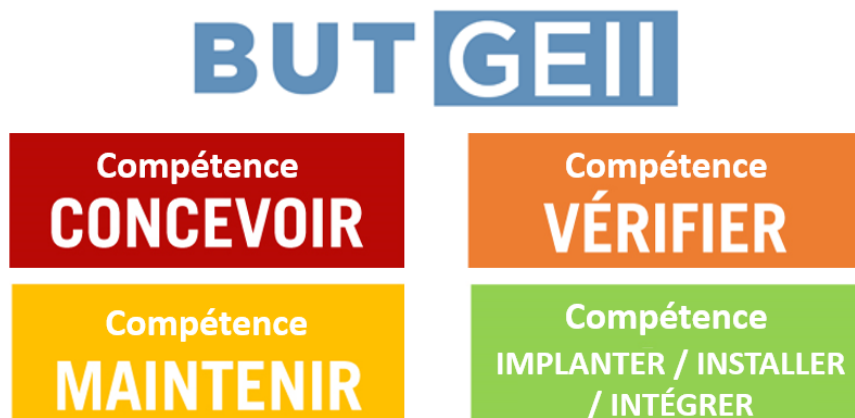 BUT GEII
Compétence
CONCEVOIR
Compétence
VÉRIFIER
Compétence
MAINTENIR
Compétence
IMPLANTER / INSTALLER
/ INTÉGRER